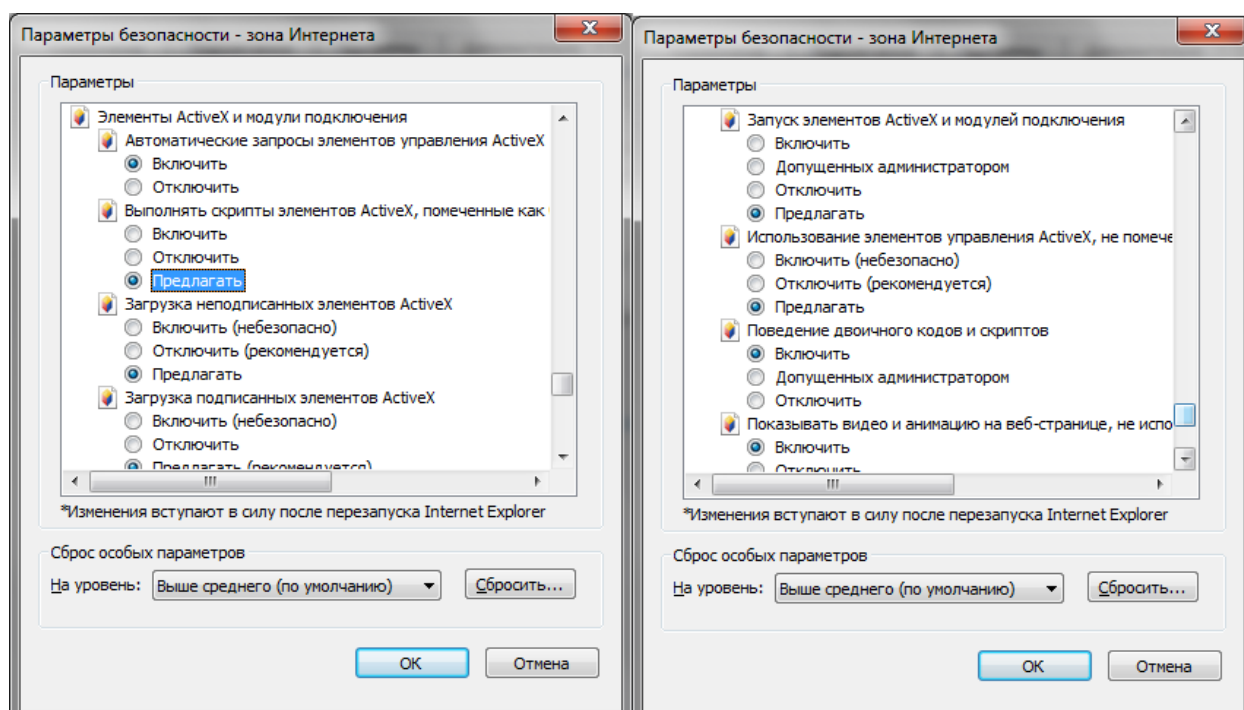 Параметры безопасности - зона Интернета
Параметры
Элементы ActiveX и модули подключения
Автоматические запросы элементов управления ActiveX
Включить
Отключить
Выполнять скрипты элементов ActiveX, помеченные как
Включить
Отключить
Предлагать
Загрузка неподписанных элементов ActiveX
Включить (небезопасно)
Отключить (рекомендуется)
Предлагать
Загрузка подписанных элементов ActiveX
Включить (небезопасно)
Отключить
Предлагать (рекомендуется)
*Изменения вступают в силу после перезапуска Internet Explorer
Сброс особых параметров
На уровень: Выше среднего (по умолчанию) Сбросить...
ОК Отмена
Параметры безопасности - зона Интернета
Параметры
Запуск элементов ActiveX и модулей подключения
Включить
Допущенных администратором
Отключить
Предлагать
Использование элементов управления ActiveX, не помече
Включить (небезопасно)
Отключить (рекомендуется)
Предлагать
Поведение двоичного кодов и скриптов
Включить
Допущенных администратором
Отключить
Показывать видео и анимацию на веб-странице, не испо
Включить
Отключить
*Изменения вступают в силу после перезапуска Internet Explorer
Сброс особых параметров
На уровень: Выше среднего (по умолчанию) Сбросить...
ОК Отмена